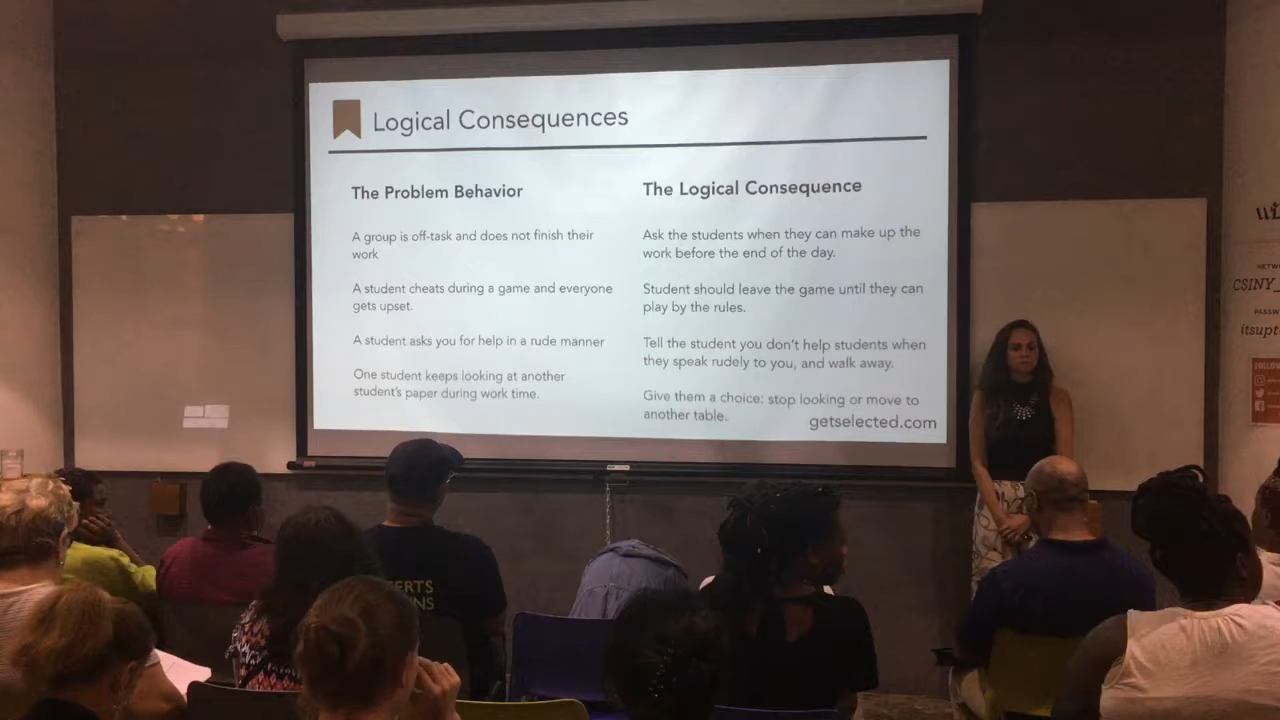 Logical Consequences
The Problem Behavior
A group is off-task and does not finish their
work
A student cheats during a game and everyone
gets upset.
A student asks you for help in a rude manner
One student keeps looking at another
student's paper during work time.
The Logical Consequence
Ask the students when they can make up the
work before the end of the day.
Student should leave the game until they can
play by the rules.
Tell the student you don't help students when
they speak rudely to you, and walk away.
Give them a choice: stop looking or move to
another table.
getselected.com
CSINY_
itsupt
FOLLOW